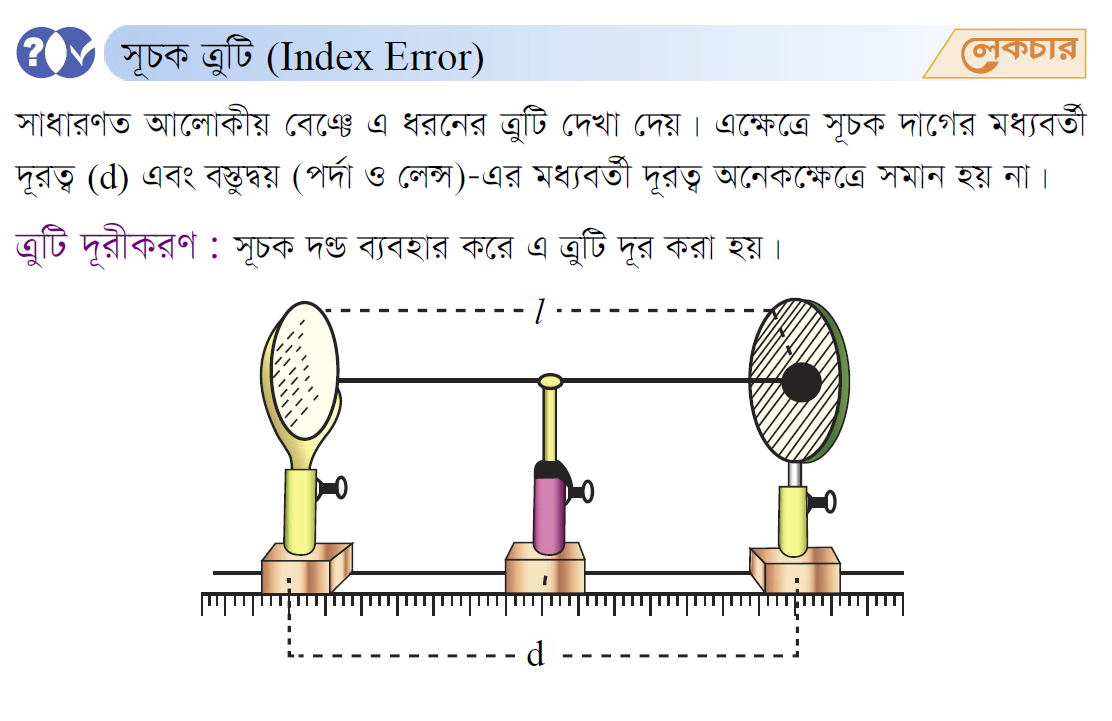 সূচক ত্রুটি (Index Error)
লেকচার
সাধারণত আলোকীয় বেঞ্চে এ ধরনের ত্রুটি দেখা দেয়। এক্ষেত্রে সূচক দাগের মধ্যবর্তী
দূরত্ব (d) এবং বস্তুদ্বয় (পর্দা ও লেন্স)-এর মধ্যবর্তী দূরত্ব অনেকক্ষেত্রে সমান হয় না।
ত্রুটি দূরীকরণ : সূচক দণ্ড ব্যবহার করে এ ত্রুটি দূর করা হয়।
l
d